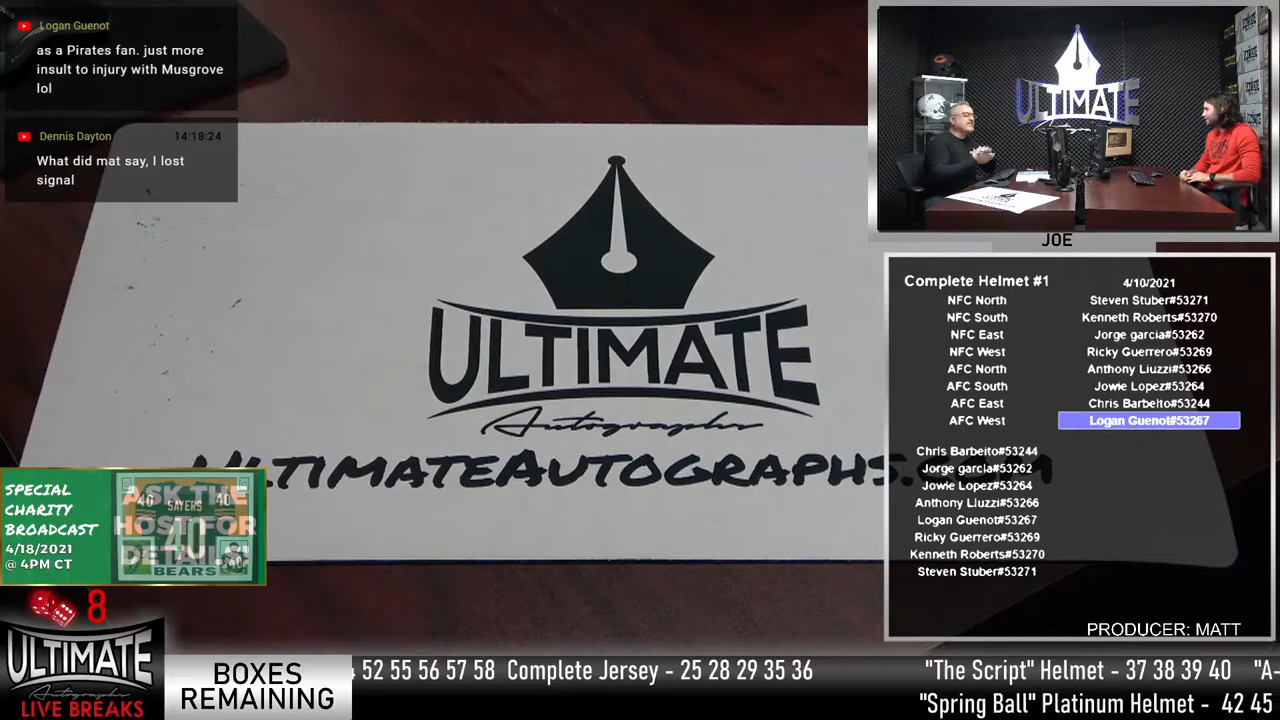 Logan Guenot
as a Pirates fan. just more
insult to injury with Musgrove
lol
Dennis Dayton 14:18:24
What did mat say, I lost
signal
ULTIMATE
JOE
ULTIMATE
Autographs
ULTIMATEAUTOGRAPHS.COM
Complete Helmet #1 4/10/2021
NFC North Steven Stuber#53271
NFC South Kenneth Roberts#53270
NFC East Jorge garcia#53262
NFC West Ricky Guerrero#53269
AFC North Anthony Liuzzi#53266
AFC South Jowie Lopez#53264
AFC East Chris Barbeito#53244
AFC West Logan Guenot#53267
Chris Barbeito#53244
Jorge garcia#53262
Jowie Lopez#53264
Anthony Liuzzi#53266
Logan Guenot#53267
Ricky Guerrero#53269
Kenneth Roberts#53270
Steven Stuber#53271
PRODUCER: MATT
SPECIAL
CHARITY
BROADCAST
4/18/2021
@ 4PM CT
ASK THE
HOST FOR
DETAILS!
40 SAYERS 40
40
BEARS
8
ULTIMATE
Autographs
LIVE BREAKS
BOXES
REMAINING
52 55 56 57 58 Complete Jersey - 25 28 29 35 36
"The Script" Helmet - 37 38 39 40 "A-
"Spring Ball" Platinum Helmet - 42 45